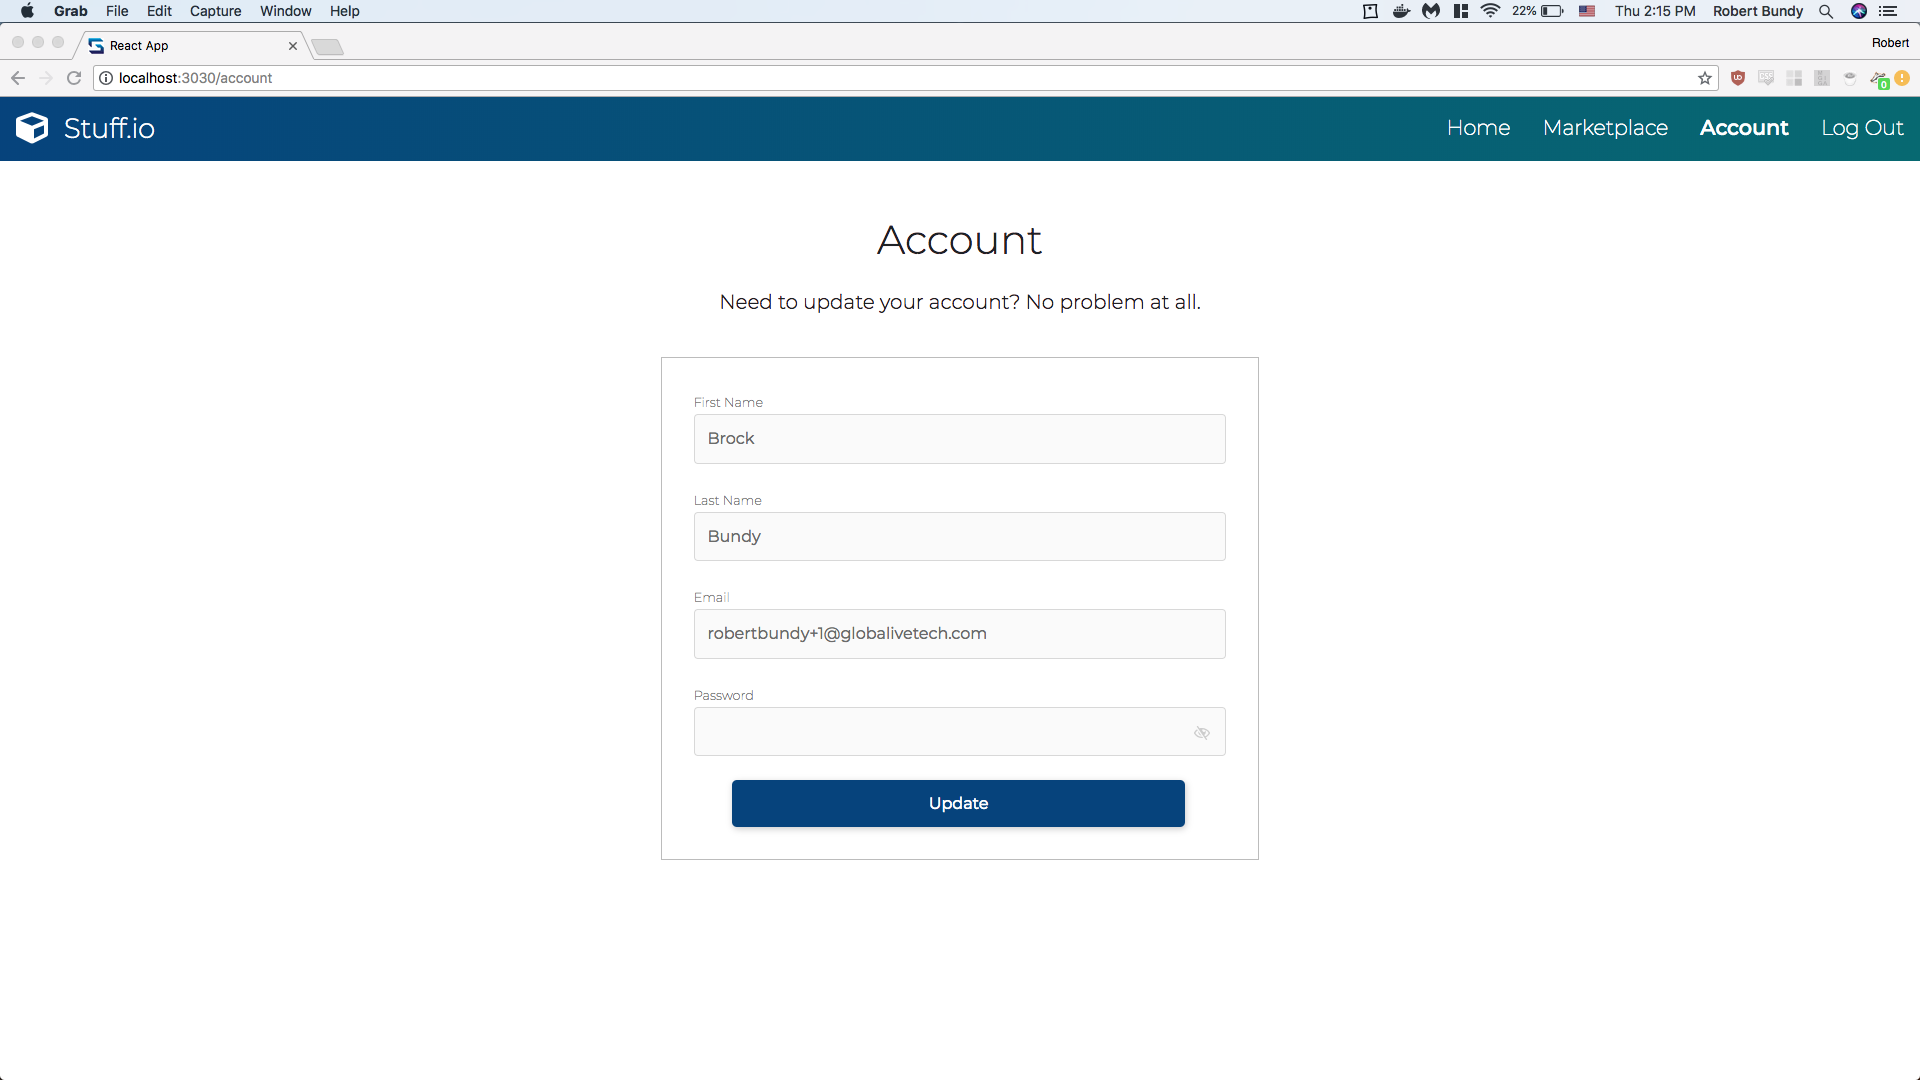 Grab File Edit Capture Window Help 22% Thu 2:15 PM Robert Bundy
React App Robert
localhost:3030/account
0
Stuff.io Home Marketplace Account Log Out
Account
Need to update your account? No problem at all.
First Name
Brock
Last Name
Bundy
Email
robertbundy+1@globalivetech.com
Password
Update